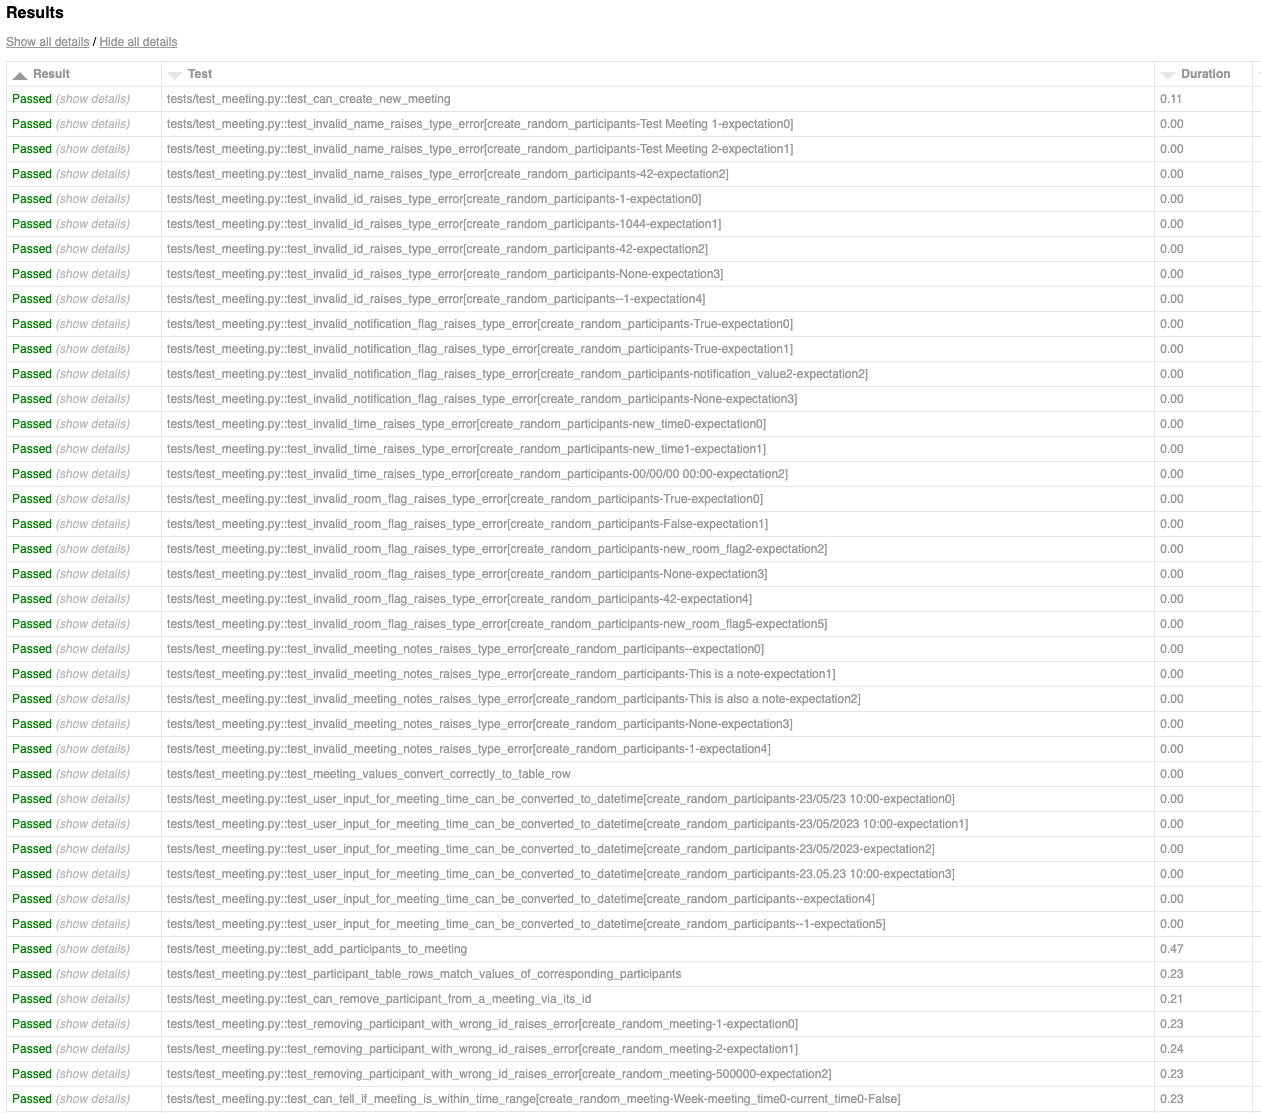 Results
Show all details / Hide all details
Result Test Duration
Passed (show details) tests/test_meeting.py::test_can_create_new_meeting 0.11
Passed (show details) tests/test_meeting.py::test_invalid_name_raises_type_error[create_random_participants-Test Meeting 1-expectation0] 0.00
Passed (show details) tests/test_meeting.py::test_invalid_name_raises_type_error[create_random_participants-Test Meeting 2-expectation1] 0.00
Passed (show details) tests/test_meeting.py::test_invalid_name_raises_type_error[create_random_participants-42-expectation2] 0.00
Passed (show details) tests/test_meeting.py::test_invalid_id_raises_type_error[create_random_participants-1-expectation0] 0.00
Passed (show details) tests/test_meeting.py::test_invalid_id_raises_type_error[create_random_participants-1044-expectation1] 0.00
Passed (show details) tests/test_meeting.py::test_invalid_id_raises_type_error[create_random_participants-42-expectation2] 0.00
Passed (show details) tests/test_meeting.py::test_invalid_id_raises_type_error[create_random_participants-None-expectation3] 0.00
Passed (show details) tests/test_meeting.py::test_invalid_id_raises_type_error[create_random_participants--1-expectation4] 0.00
Passed (show details) tests/test_meeting.py::test_invalid_notification_flag_raises_type_error[create_random_participants-True-expectation0] 0.00
Passed (show details) tests/test_meeting.py::test_invalid_notification_flag_raises_type_error[create_random_participants-True-expectation1] 0.00
Passed (show details) tests/test_meeting.py::test_invalid_notification_flag_raises_type_error[create_random_participants-notification_value2-expectation2] 0.00
Passed (show details) tests/test_meeting.py::test_invalid_notification_flag_raises_type_error[create_random_participants-None-expectation3] 0.00
Passed (show details) tests/test_meeting.py::test_invalid_time_raises_type_error[create_random_participants-new_time0-expectation0] 0.00
Passed (show details) tests/test_meeting.py::test_invalid_time_raises_type_error[create_random_participants-new_time1-expectation1] 0.00
Passed (show details) tests/test_meeting.py::test_invalid_time_raises_type_error[create_random_participants-00/00/00 00:00-expectation2] 0.00
Passed (show details) tests/test_meeting.py::test_invalid_room_flag_raises_type_error[create_random_participants-True-expectation0] 0.00
Passed (show details) tests/test_meeting.py::test_invalid_room_flag_raises_type_error[create_random_participants-False-expectation1] 0.00
Passed (show details) tests/test_meeting.py::test_invalid_room_flag_raises_type_error[create_random_participants-new_room_flag2-expectation2] 0.00
Passed (show details) tests/test_meeting.py::test_invalid_room_flag_raises_type_error[create_random_participants-None-expectation3] 0.00
Passed (show details) tests/test_meeting.py::test_invalid_room_flag_raises_type_error[create_random_participants-42-expectation4] 0.00
Passed (show details) tests/test_meeting.py::test_invalid_room_flag_raises_type_error[create_random_participants-new_room_flag5-expectation5] 0.00
Passed (show details) tests/test_meeting.py::test_invalid_meeting_notes_raises_type_error[create_random_participants--expectation0] 0.00
Passed (show details) tests/test_meeting.py::test_invalid_meeting_notes_raises_type_error[create_random_participants-This is a note-expectation1] 0.00
Passed (show details) tests/test_meeting.py::test_invalid_meeting_notes_raises_type_error[create_random_participants-This is also a note-expectation2] 0.00
Passed (show details) tests/test_meeting.py::test_invalid_meeting_notes_raises_type_error[create_random_participants-None-expectation3] 0.00
Passed (show details) tests/test_meeting.py::test_invalid_meeting_notes_raises_type_error[create_random_participants-1-expectation4] 0.00
Passed (show details) tests/test_meeting.py::test_meeting_values_convert_correctly_to_table_row 0.00
Passed (show details) tests/test_meeting.py::test_user_input_for_meeting_time_can_be_converted_to_datetime[create_random_participants-23/05/23 10:00-expectation0] 0.00
Passed (show details) tests/test_meeting.py::test_user_input_for_meeting_time_can_be_converted_to_datetime[create_random_participants-23/05/2023 10:00-expectation1] 0.00
Passed (show details) tests/test_meeting.py::test_user_input_for_meeting_time_can_be_converted_to_datetime[create_random_participants-23/05/2023-expectation2] 0.00
Passed (show details) tests/test_meeting.py::test_user_input_for_meeting_time_can_be_converted_to_datetime[create_random_participants-23.05.23 10:00-expectation3] 0.00
Passed (show details) tests/test_meeting.py::test_user_input_for_meeting_time_can_be_converted_to_datetime[create_random_participants--expectation4] 0.00
Passed (show details) tests/test_meeting.py::test_user_input_for_meeting_time_can_be_converted_to_datetime[create_random_participants--1-expectation5] 0.00
Passed (show details) tests/test_meeting.py::test_add_participants_to_meeting 0.47
Passed (show details) tests/test_meeting.py::test_participant_table_rows_match_values_of_corresponding_participants 0.23
Passed (show details) tests/test_meeting.py::test_can_remove_participant_from_a_meeting_via_its_id 0.21
Passed (show details) tests/test_meeting.py::test_removing_participant_with_wrong_id_raises_error[create_random_meeting-1-expectation0] 0.23
Passed (show details) tests/test_meeting.py::test_removing_participant_with_wrong_id_raises_error[create_random_meeting-2-expectation1] 0.24
Passed (show details) tests/test_meeting.py::test_removing_participant_with_wrong_id_raises_error[create_random_meeting-500000-expectation2] 0.23
Passed (show details) tests/test_meeting.py::test_can_tell_if_meeting_is_within_time_range[create_random_meeting-Week-meeting_time0-current_time0-False] 0.23